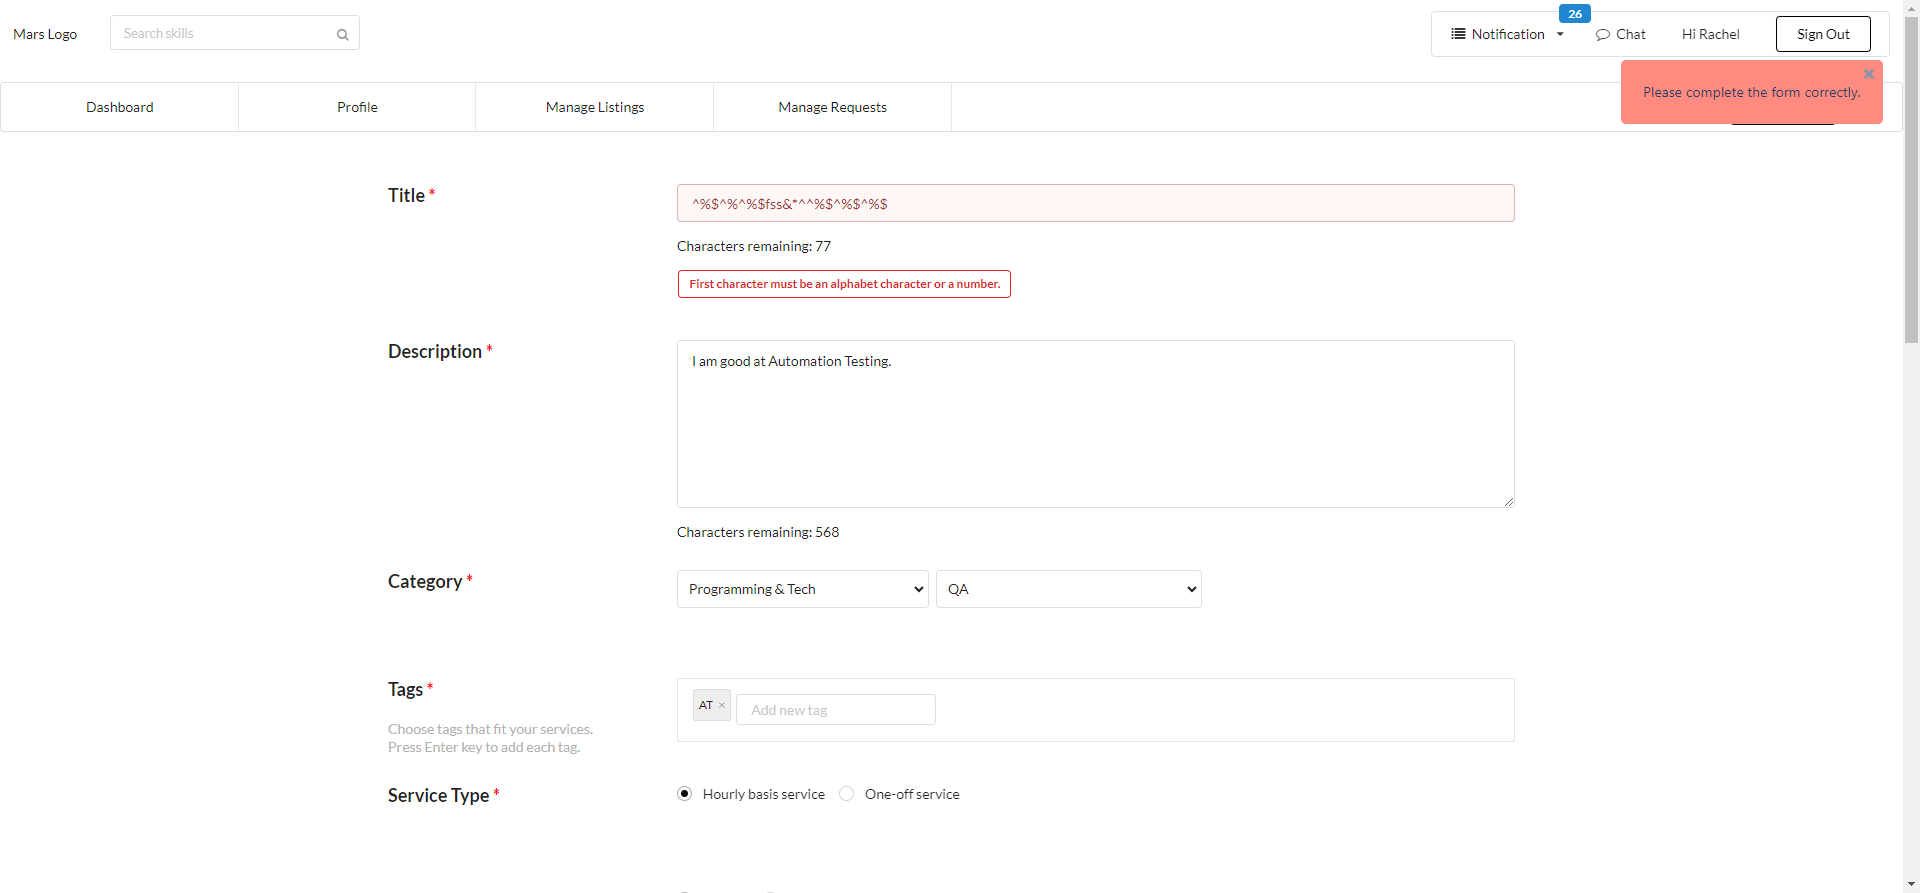 Mars Logo
Search skills
26
Notification
Chat
Hi Rachel
Sign Out
Please complete the form correctly.
Dashboard
Profile
Manage Listings
Manage Requests
Title *
^%$^%^%$fss&*^^%$^%$^%$
Characters remaining: 77
First character must be an alphabet character or a number.
Description *
I am good at Automation Testing.
Characters remaining: 568
Category *
Programming & Tech
QA
Tags *
AT ×
Add new tag
Choose tags that fit your services.
Press Enter key to add each tag.
Service Type *
Hourly basis service
One-off service